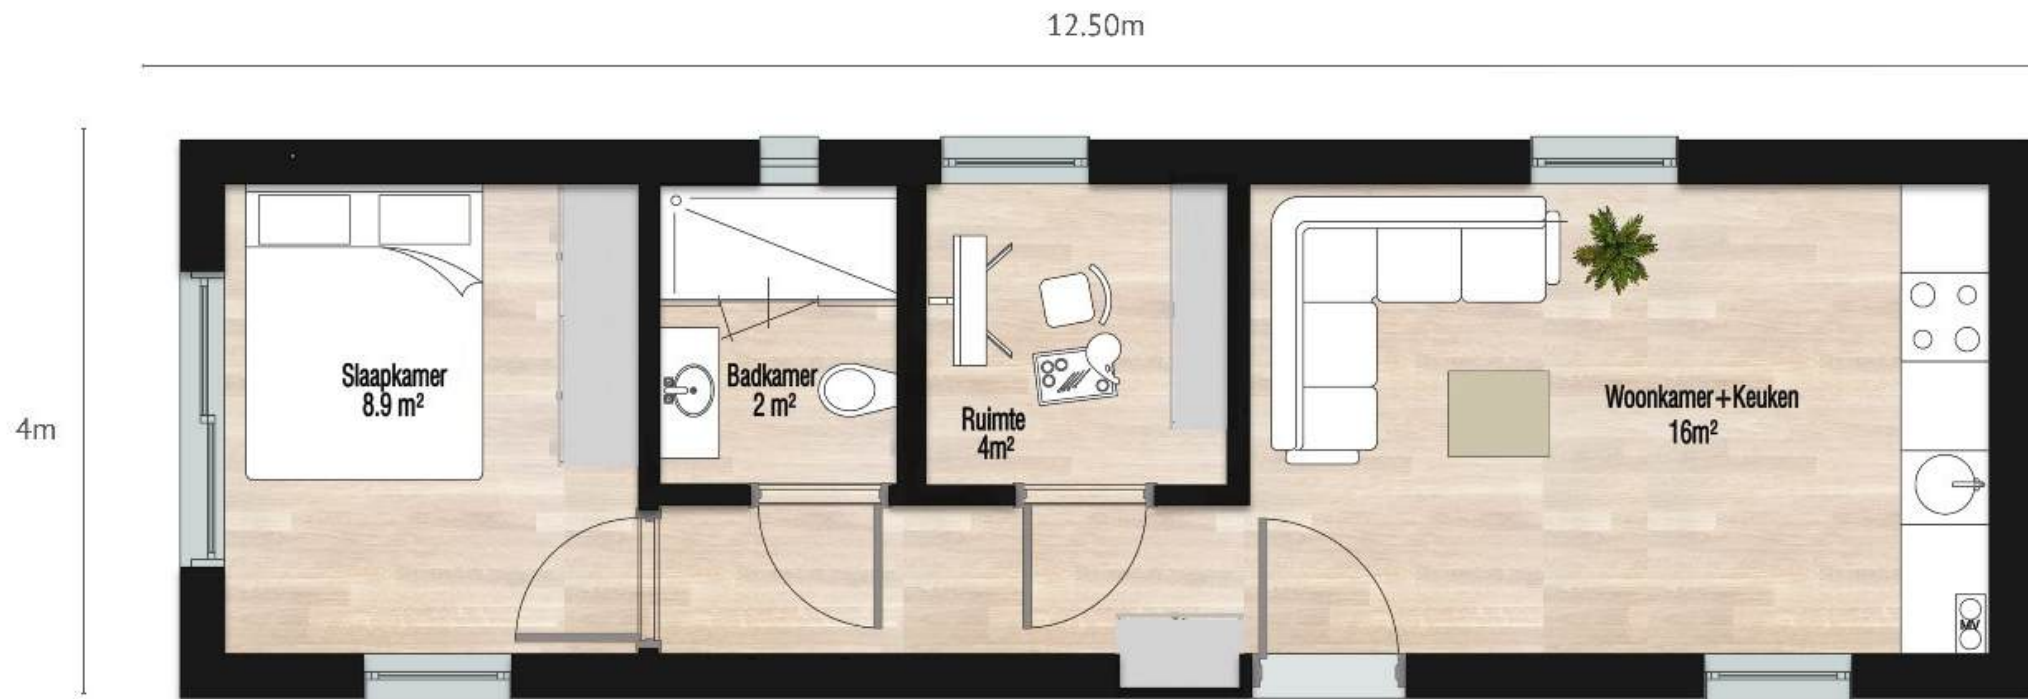 12.50m
4m
Slaapkamer
8.9 m²
Badkamer
2 m²
Ruimte
4m²
Woonkamer+Keuken
16m²
MV